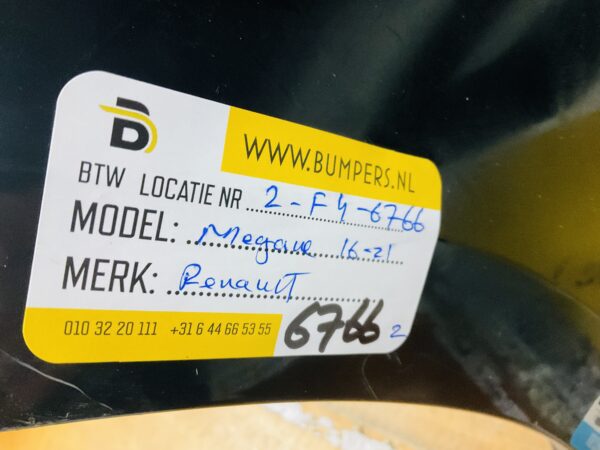 B
WWW.BUMPERS.NL
BTW LOCATIE NR 2-F4-6766
MODEL: Megane 16-21
MERK: Renault
010 32 20 111 +31 6 44 66 53 55 6766 2